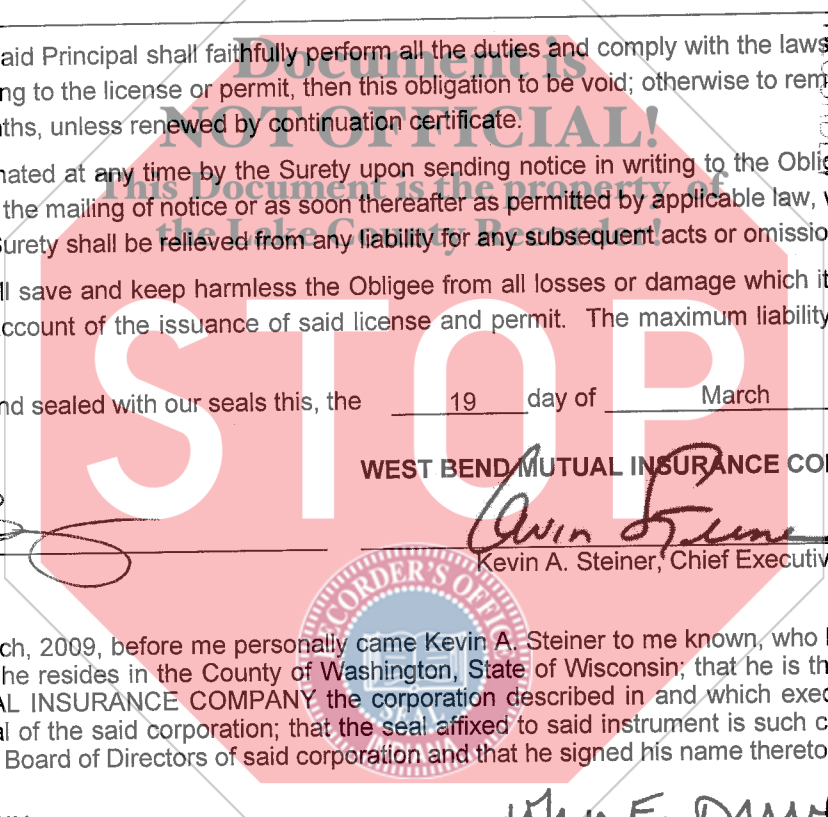 aid Principal shall faithfully perform all the duties and comply with the laws
Document is
ng to the license or permit, then this obligation to be void; otherwise to rem
NOT OFFICIAL!
ths, unless renewed by continuation certificate.
nated at any time by the Surety upon sending notice in writing to the Oblig
This Document is the property of
the mailing of notice or as soon thereafter as permitted by applicable law,
the Lake County Recorder!
Surety shall be relieved from any liability for any subsequent acts or omissio
ll save and keep harmless the Obligee from all losses or damage which it
ccount of the issuance of said license and permit. The maximum liability
STOP
nd sealed with our seals this, the 19 day of March
WEST BEND MUTUAL INSURANCE CO
Kevin Steiner
Kevin A. Steiner, Chief Executiv
RECORDER'S OFFICE
ch, 2009, before me personally came Kevin A. Steiner to me known, who
he resides in the County of Washington, State of Wisconsin; that he is th
AL INSURANCE COMPANY the corporation described in and which exec
SEAL
al of the said corporation; that the seal affixed to said instrument is such c
INDIANA
Board of Directors of said corporation and that he signed his name thereto